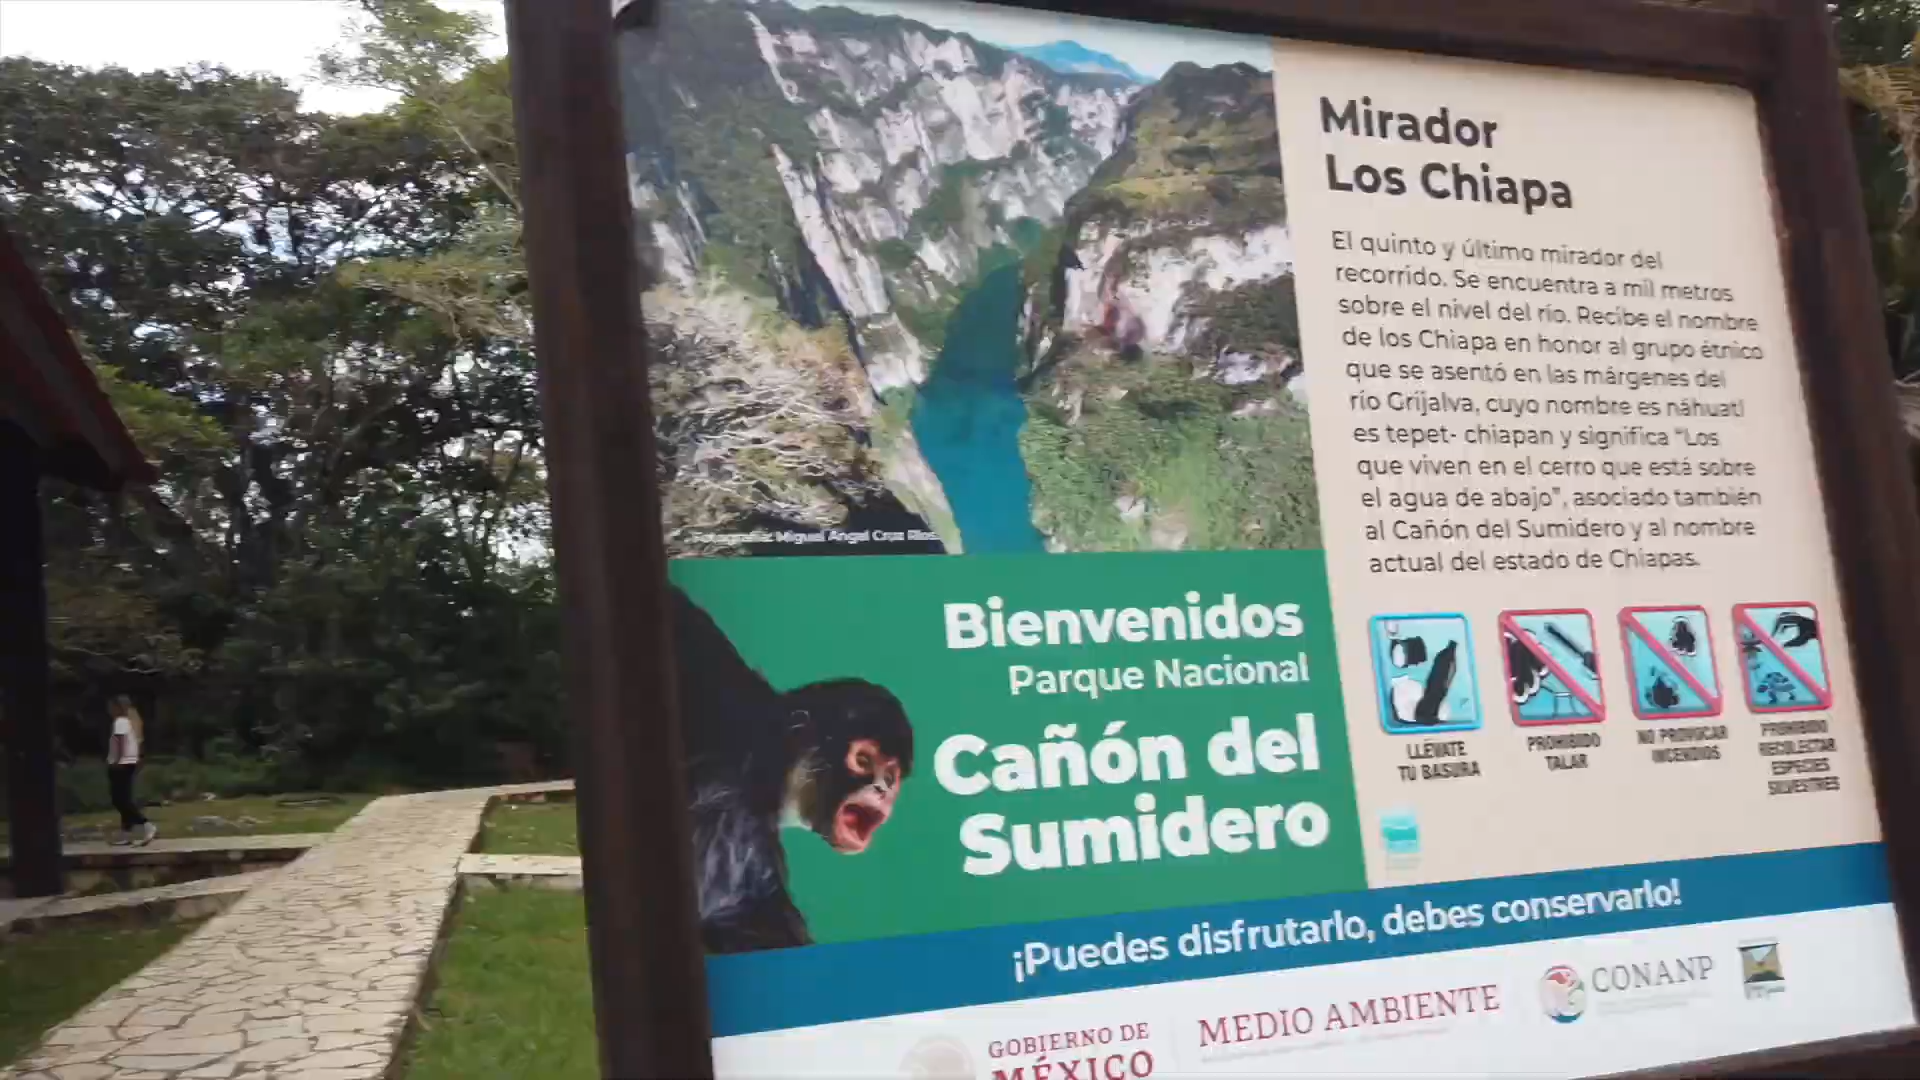 Mirador
Los Chiapa
El quinto y último mirador del
recorrido. Se encuentra a mil metros
sobre el nivel del río. Recibe el nombre
de los Chiapa en honor al grupo étnico
que se asentó en las márgenes del
río Grijalva, cuyo nombre es náhuatl
es tepet- chiapan y significa "Los
que viven en el cerro que está sobre
el agua de abajo", asociado también
al Cañón del Sumidero y al nombre
actual del estado de Chiapas.
Fotografía: Miguel Ángel Cruz Ríos
Bienvenidos
Parque Nacional
Cañón del
Sumidero
LLÉVATE
TU BASURA
PROHIBIDO
TALAR
NO PROVOCAR
INCENDIOS
PROHIBIDO
RECOLECTAR
ESPECIES
SILVESTRES
¡Puedes disfrutarlo, debes conservarlo!
GOBIERNO DE
MÉXICO
MEDIO AMBIENTE
CONANP